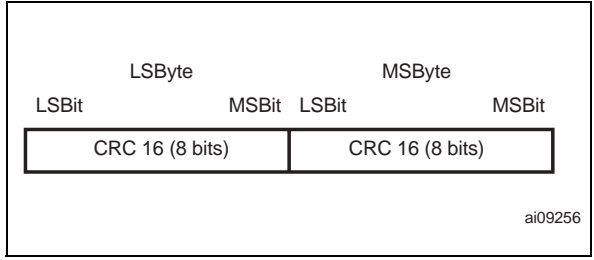 LSByte MSByte
LSBit MSBit LSBit MSBit
CRC 16 (8 bits) CRC 16 (8 bits)
ai09256